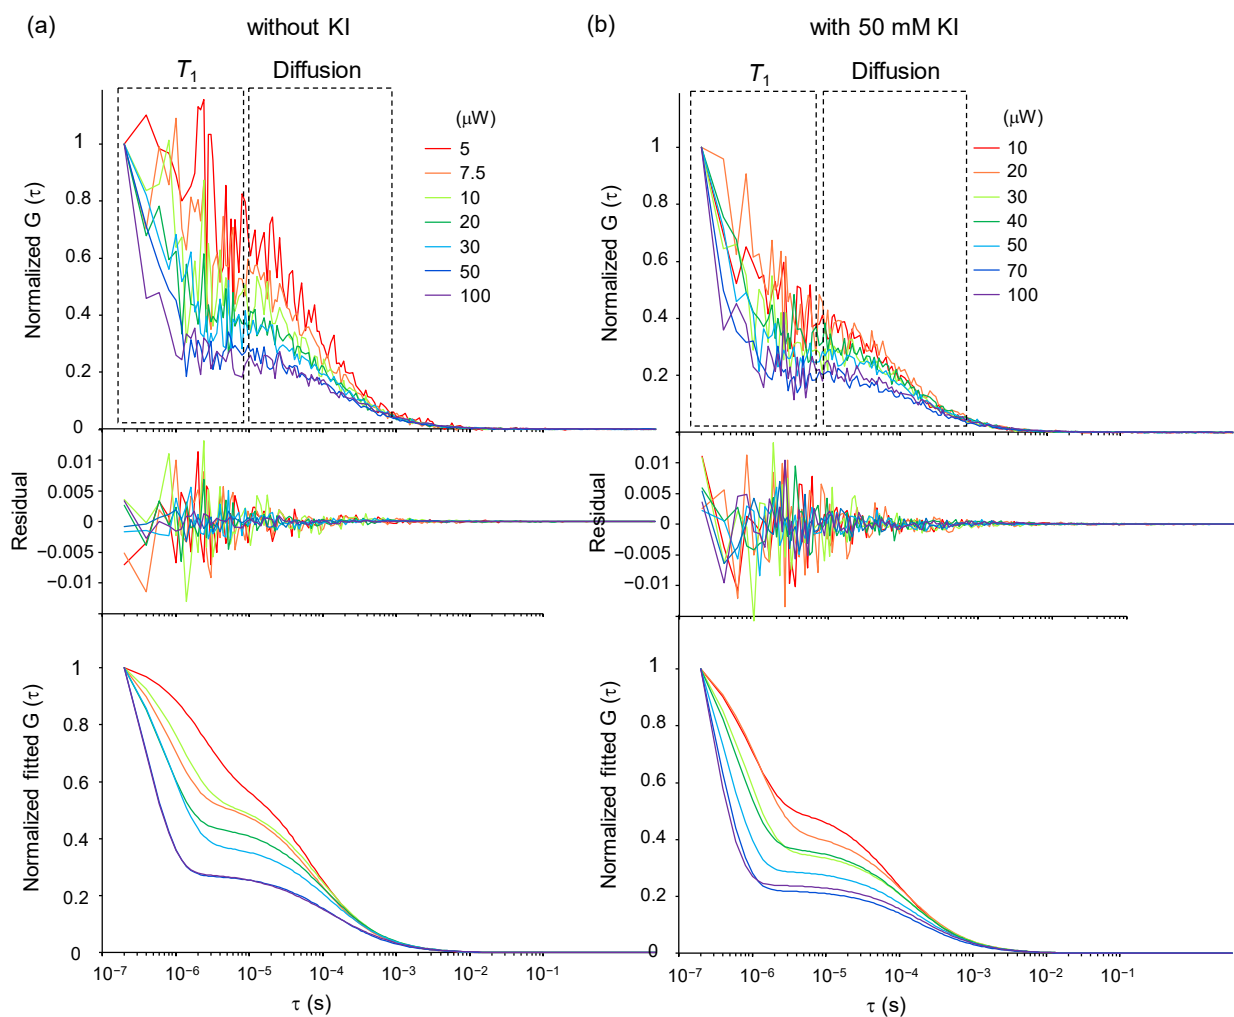 (a) without KI
T1 Diffusion
(μW)
5
7.5
10
20
30
50
100
Normalized G (τ)
1
0.8
0.6
0.4
0.2
0
Residual
0.01
0.005
0
−0.005
−0.01
Normalized fitted G (τ)
1
0.8
0.6
0.4
0.2
0
10−7 10−6 10−5 10−4 10−3 10−2 10−1
τ (s)
(b) with 50 mM KI
T1 Diffusion
(μW)
10
20
30
40
50
70
100
Normalized G (τ)
1
0.8
0.6
0.4
0.2
Residual
0.01
0.005
0
−0.005
−0.01
Normalized fitted G (τ)
1
0.8
0.6
0.4
0.2
0
10−7 10−6 10−5 10−4 10−3 10−2 10−1
τ (s)